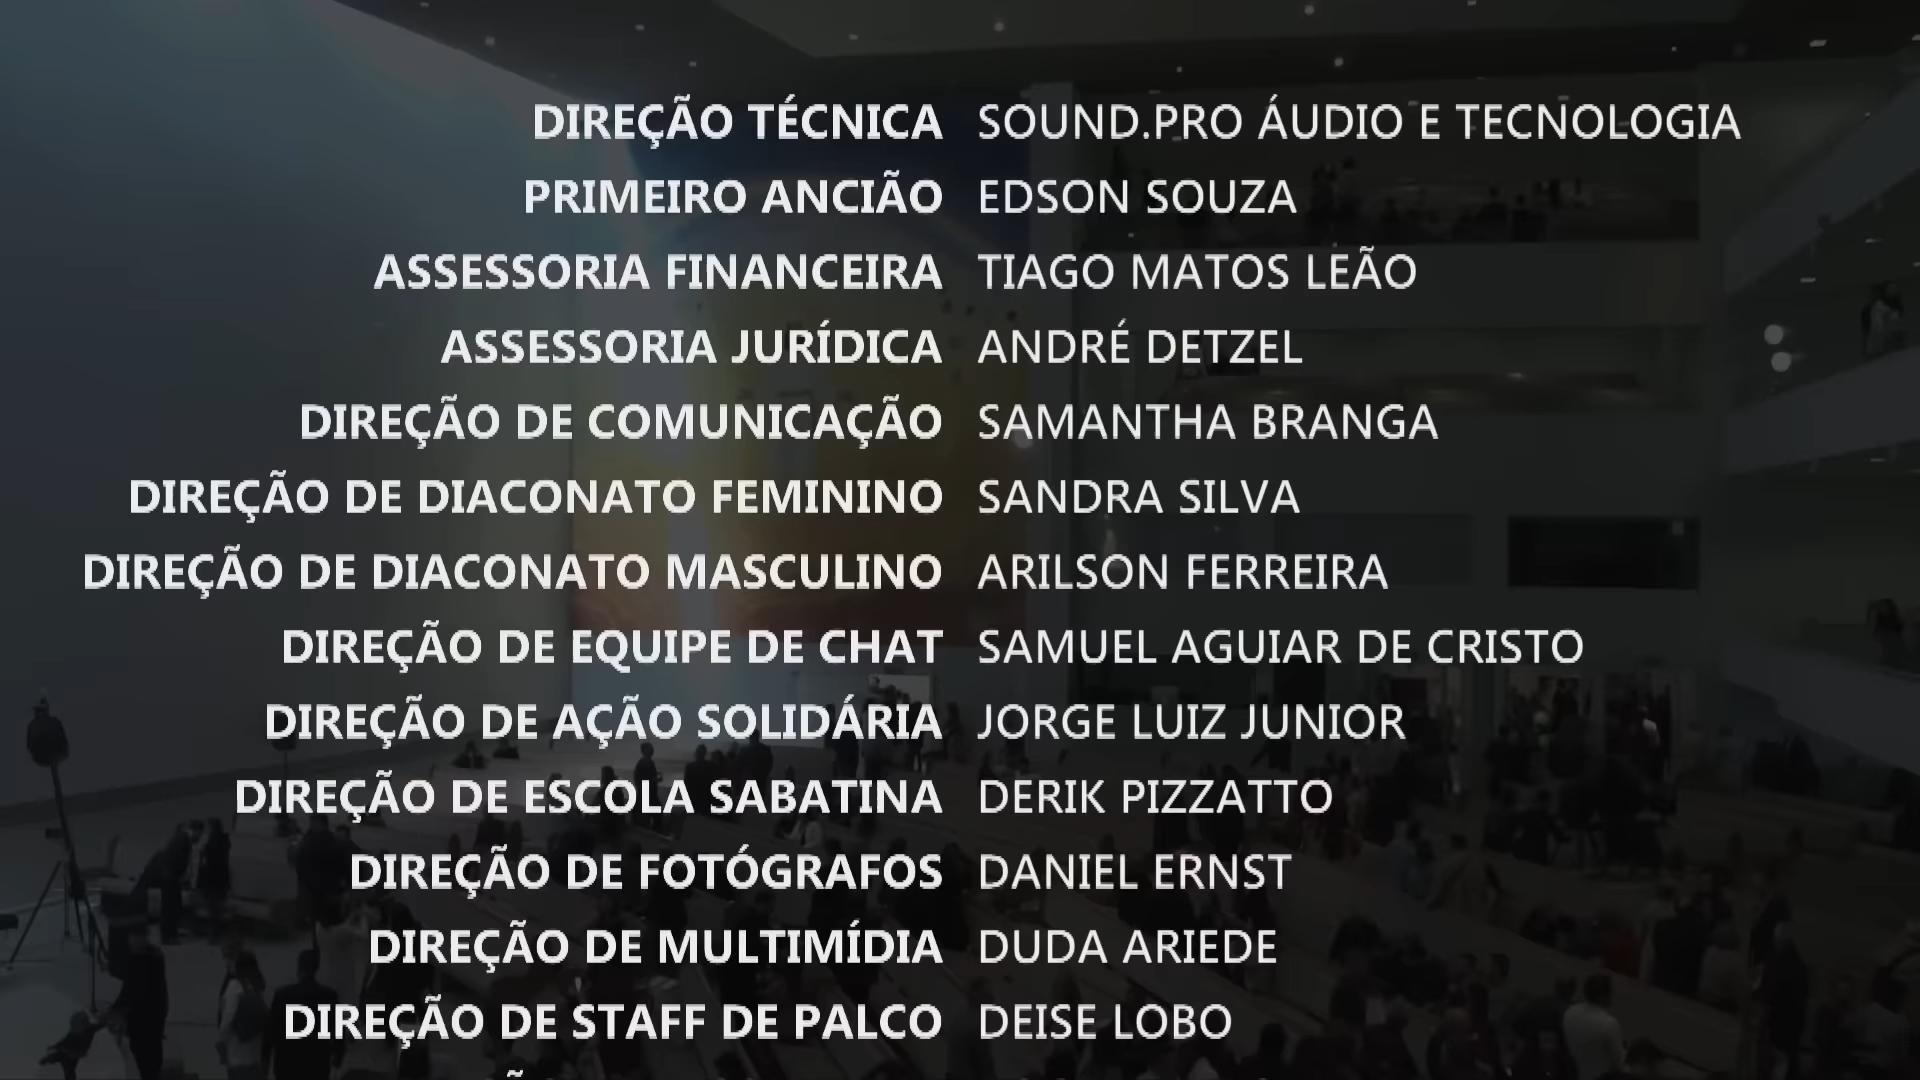 DIREÇÃO TÉCNICA SOUND.PRO ÁUDIO E TECNOLOGIA
PRIMEIRO ANCIÃO EDSON SOUZA
ASSESSORIA FINANCEIRA TIAGO MATOS LEÃO
ASSESSORIA JURÍDICA ANDRÉ DETZEL
DIREÇÃO DE COMUNICAÇÃO SAMANTHA BRANGA
DIREÇÃO DE DIACONATO FEMININO SANDRA SILVA
DIREÇÃO DE DIACONATO MASCULINO ARILSON FERREIRA
DIREÇÃO DE EQUIPE DE CHAT SAMUEL AGUIAR DE CRISTO
DIREÇÃO DE AÇÃO SOLIDÁRIA JORGE LUIZ JUNIOR
DIREÇÃO DE ESCOLA SABATINA DERIK PIZZATTO
DIREÇÃO DE FOTÓGRAFOS DANIEL ERNST
DIREÇÃO DE MULTIMÍDIA DUDA ARIEDE
DIREÇÃO DE STAFF DE PALCO DEISE LOBO